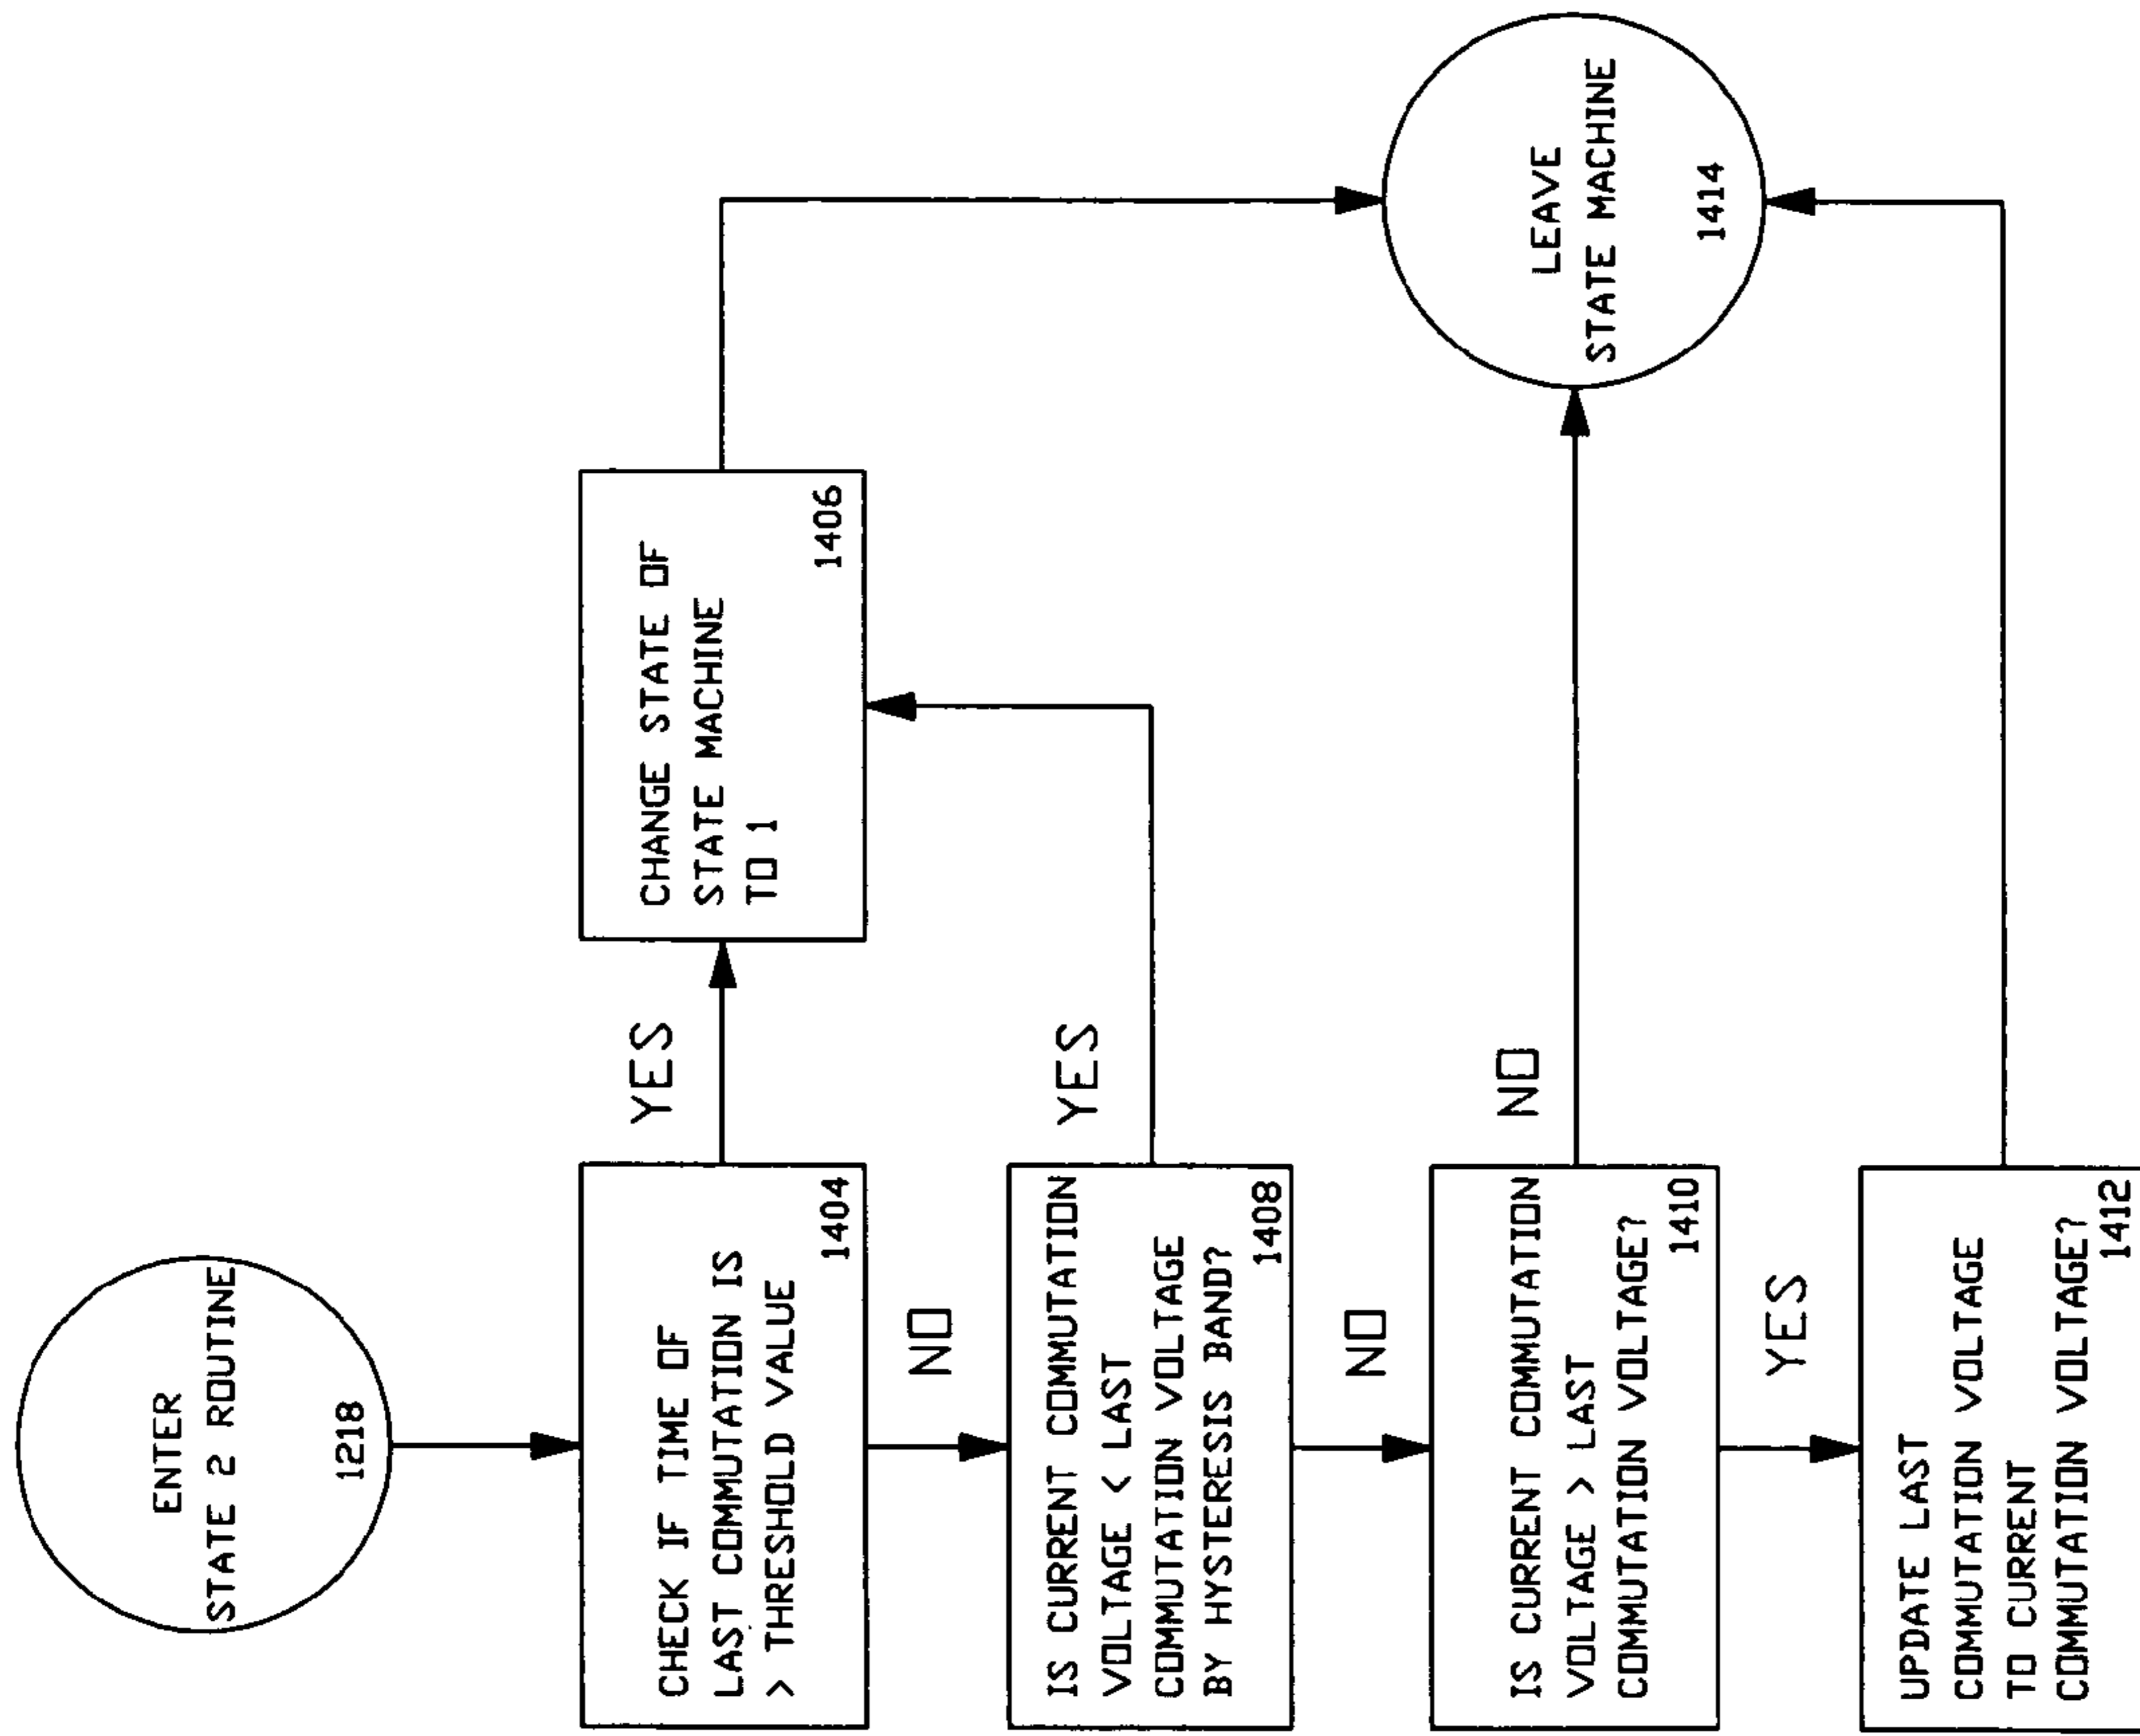 ENTER
STATE 2 ROUTINE
1218
CHECK IF TIME OF
LAST COMMUTATION IS
> THRESHOLD VALUE
1404
YES
CHANGE STATE OF
STATE MACHINE
TO 1
1406
NO
IS CURRENT COMMUTATION
VOLTAGE < LAST
COMMUTATION VOLTAGE
BY HYSTERESIS BAND?
1408
YES
NO
IS CURRENT COMMUTATION
VOLTAGE > LAST
COMMUTATION VOLTAGE?
1410
NO
LEAVE
STATE MACHINE
1414
YES
UPDATE LAST
COMMUTATION VOLTAGE
TO CURRENT
COMMUTATION VOLTAGE?
1412